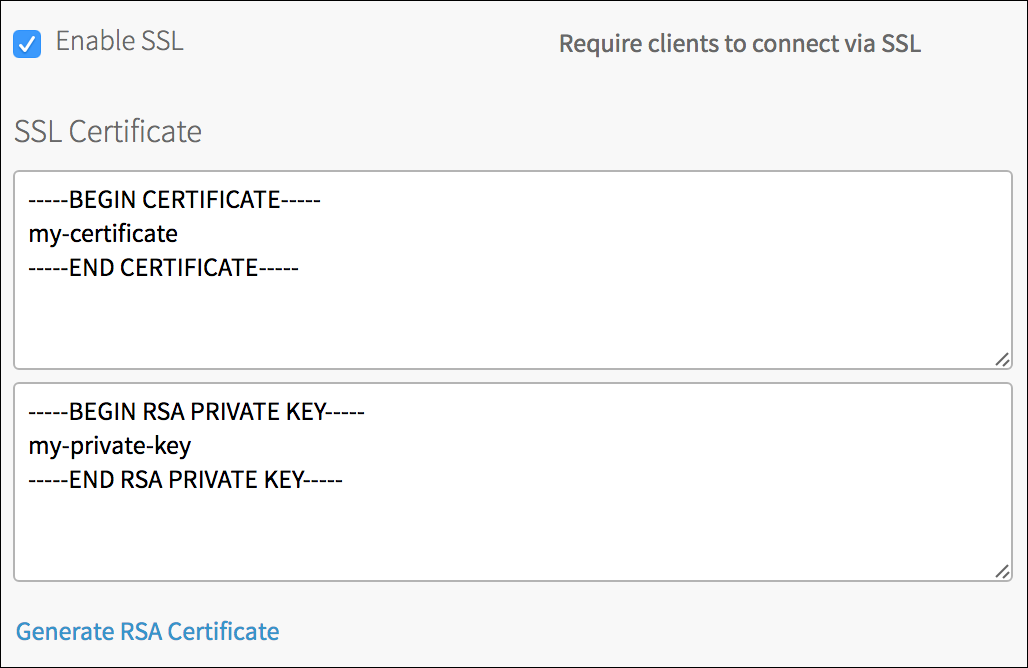 Enable SSL
Require clients to connect via SSL
SSL Certificate
-----BEGIN CERTIFICATE-----
my-certificate
-----END CERTIFICATE-----
-----BEGIN RSA PRIVATE KEY-----
my-private-key
-----END RSA PRIVATE KEY-----
Generate RSA Certificate